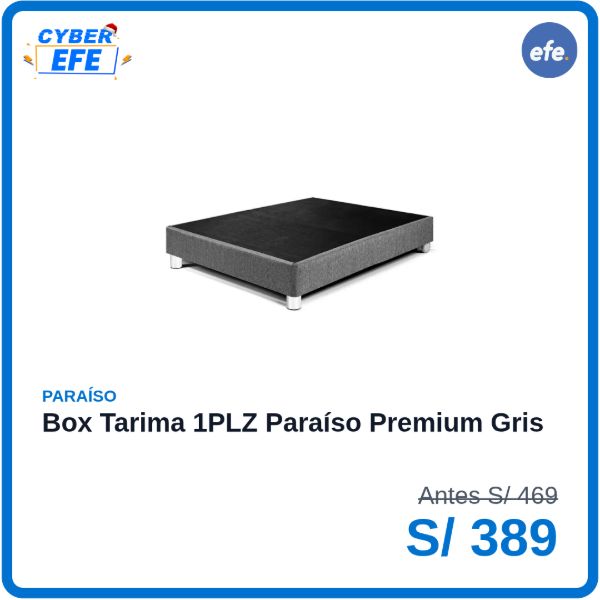 CYBER
EFE
efe.
PARAÍSO
Box Tarima 1PLZ Paraíso Premium Gris
Antes S/ 469
S/ 389